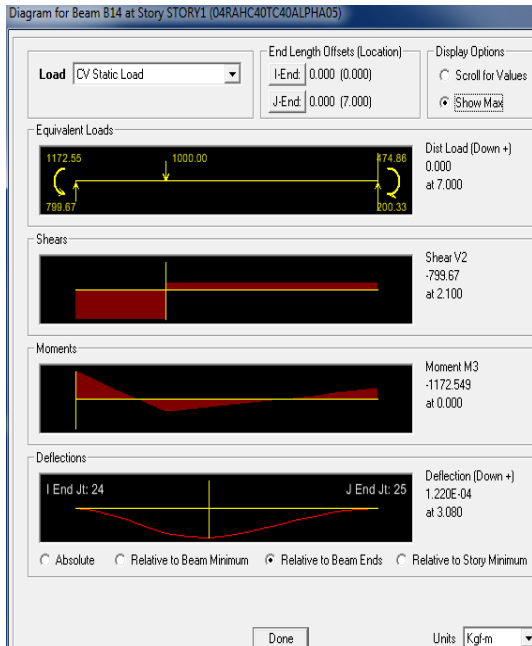 Diagram for Beam B14 at Story STORY1 (04RAHC40TC40ALPHA05)
Load CV Static Load
End Length Offsets (Location)
I-End: 0.000 (0.000)
J-End: 0.000 (7.000)
Display Options
Scroll for Values
Show Max
Equivalent Loads
1172.55 1000.00 474.86
799.67 200.33
Dist Load (Down +)
0.000
at 7.000
Shears
Shear V2
-799.67
at 2.100
Moments
Moment M3
-1172.549
at 0.000
Deflections
I End Jt: 24 J End Jt: 25
Deflection (Down +)
1.220E-04
at 3.080
Absolute Relative to Beam Minimum Relative to Beam Ends Relative to Story Minimum
Done Units Kgf-m